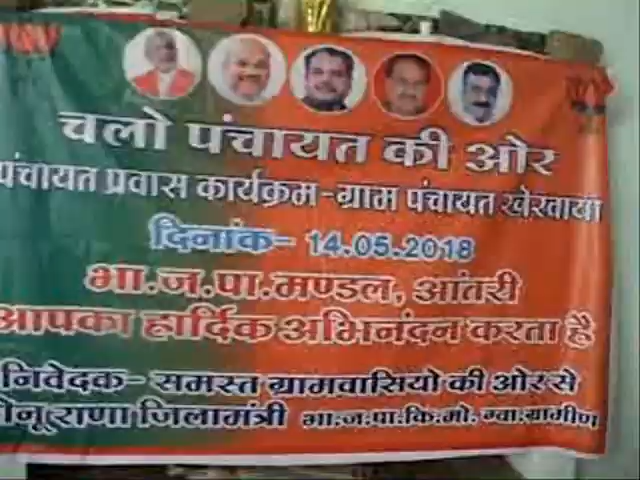 चलो पंचायत की ओर
पंचायत प्रवास कार्यक्रम-ग्राम पंचायत खेरवाया
दिनांक- 14.05.2018
भा.ज.पा.मण्डल, आंतरी
आपका हार्दिक अभिनंदन करता है
निवेदक- समस्त ग्रामवासियो की ओर से
राणा जिलामंत्री भा.ज.पा.कि.मो. ग्वा.ग्रामीण